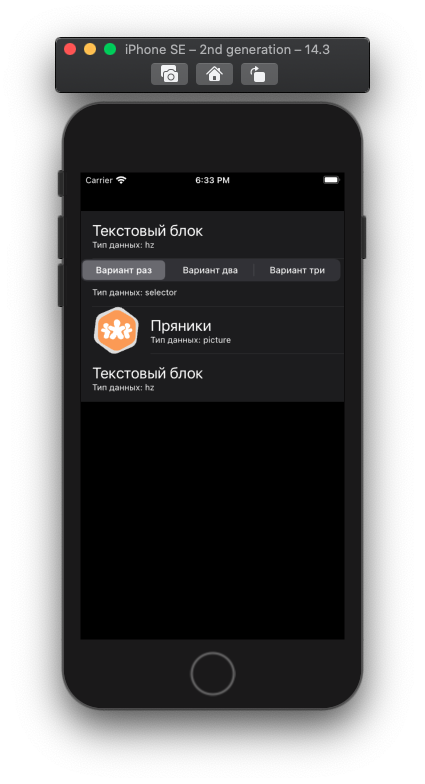 iPhone SE – 2nd generation – 14.3
Carrier 6:33 PM
Текстовый блок
Тип данных: hz
Вариант раз Вариант два Вариант три
Тип данных: selector
Пряники
Тип данных: picture
Текстовый блок
Тип данных: hz